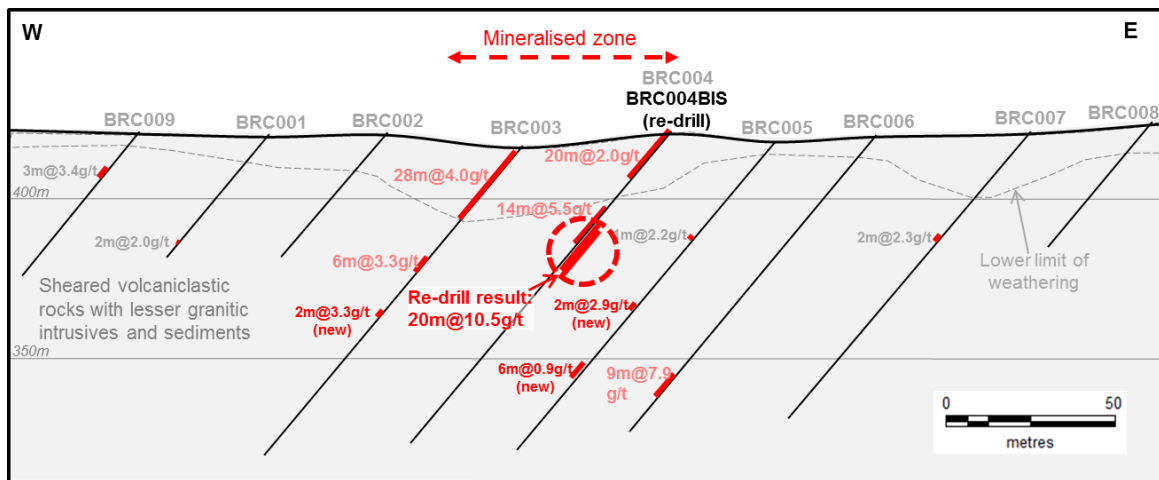 W
E
Mineralised zone
BRC004
BRC004BIS
(re-drill)
BRC009
BRC001
BRC002
BRC003
BRC005
BRC006
BRC007
BRC008
20m@2.0g/t
3m@3.4g/t
28m@4.0g/t
400m
14m@5.5g/t
2m@2.0g/t
1m@2.2g/t
2m@2.3g/t
6m@3.3g/t
Lower limit of
weathering
Sheared volcaniclastic
rocks with lesser granitic
intrusives and sediments
Re-drill result:
20m@10.5g/t
2m@3.3g/t
(new)
2m@2.9g/t
(new)
350m
6m@0.9g/t
(new)
9m@7.9
g/t
0
50
metres